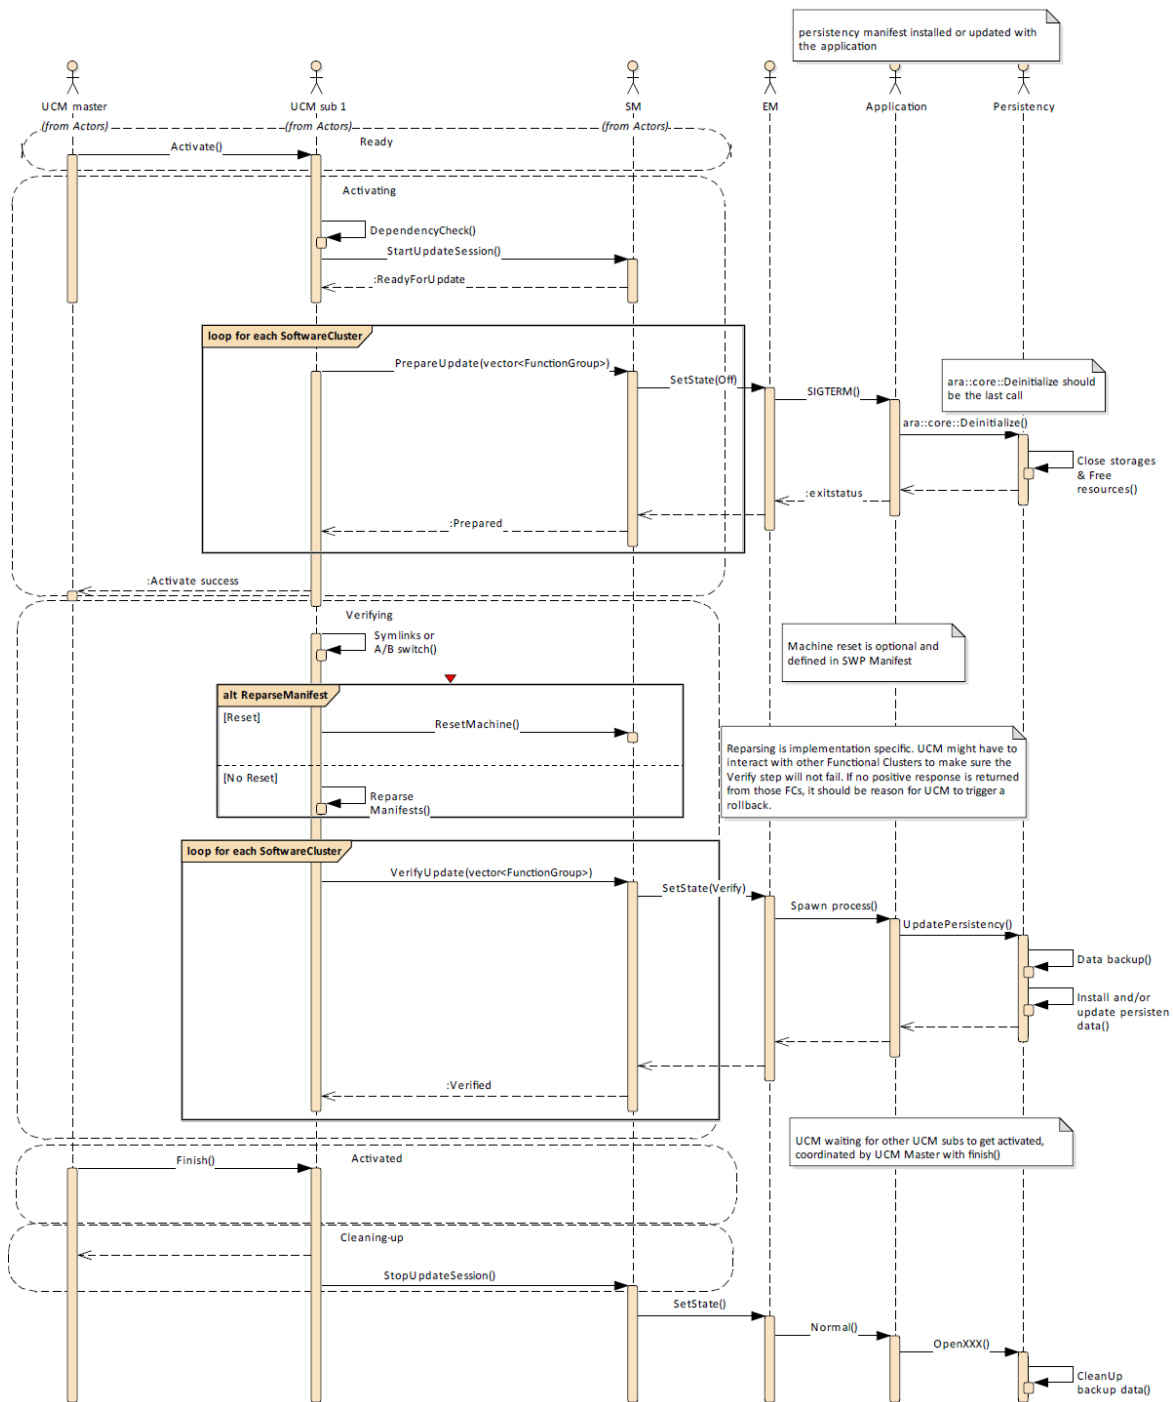 persistency manifest installed or updated with
the application
UCM master
UCM sub 1
SM
EM
Application
Persistency
(from Actors)
(from Actors)
(from Actors)
Ready
Activate()
Activating
DependencyCheck()
StartUpdateSession()
:ReadyForUpdate
loop for each SoftwareCluster
PrepareUpdate(vector<FunctionGroup>)
SetState(Off)
SIGTERM()
ara::core::Deinitialize should
be the last call
ara::core::Deinitialize()
Close storages
& Free
resources()
:exitstatus
:Prepared
:Activate success
Verifying
Symlinks or
A/B switch()
Machine reset is optional and
defined in SWP Manifest
alt ReparseManifest
[Reset]
ResetMachine()
[No Reset]
Reparse
Manifests()
Reparsing is implementation specific. UCM might have to
interact with other Functional Clusters to make sure the
Verify step will not fail. If no positive response is returned
from those FCs, it should be reason for UCM to trigger a
rollback.
loop for each SoftwareCluster
VerifyUpdate(vector<FunctionGroup>)
SetState(Verify)
Spawn process()
UpdatePersistency()
Data backup()
Install and/or
update persisten
data()
:Verified
UCM waiting for other UCM subs to get activated,
coordinated by UCM Master with finish()
Activated
Finish()
Cleaning-up
StopUpdateSession()
SetState()
Normal()
OpenXXX()
CleanUp
backup data()